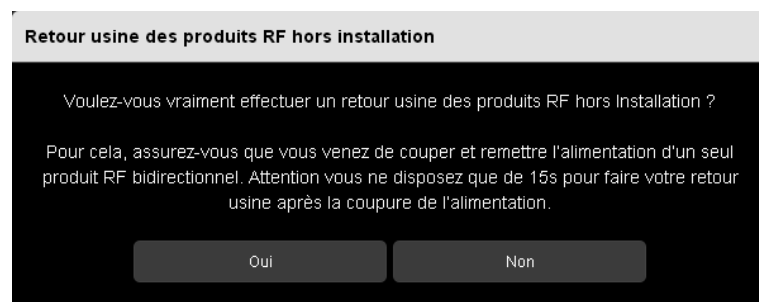 Retour usine des produits RF hors installation
Voulez-vous vraiment effectuer un retour usine des produits RF hors Installation ?
Pour cela, assurez-vous que vous venez de couper et remettre l'alimentation d'un seul
produit RF bidirectionnel. Attention vous ne disposez que de 15s pour faire votre retour
usine après la coupure de l'alimentation.
Oui
Non